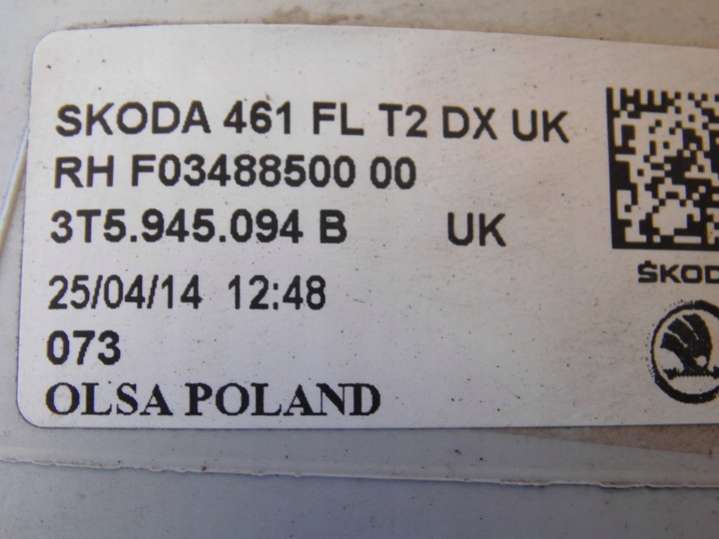 SKODA 461 FL T2 DX UK
RH F03488500 00
3T5.945.094 B UK
25/04/14 12:48
073
OLSA POLAND